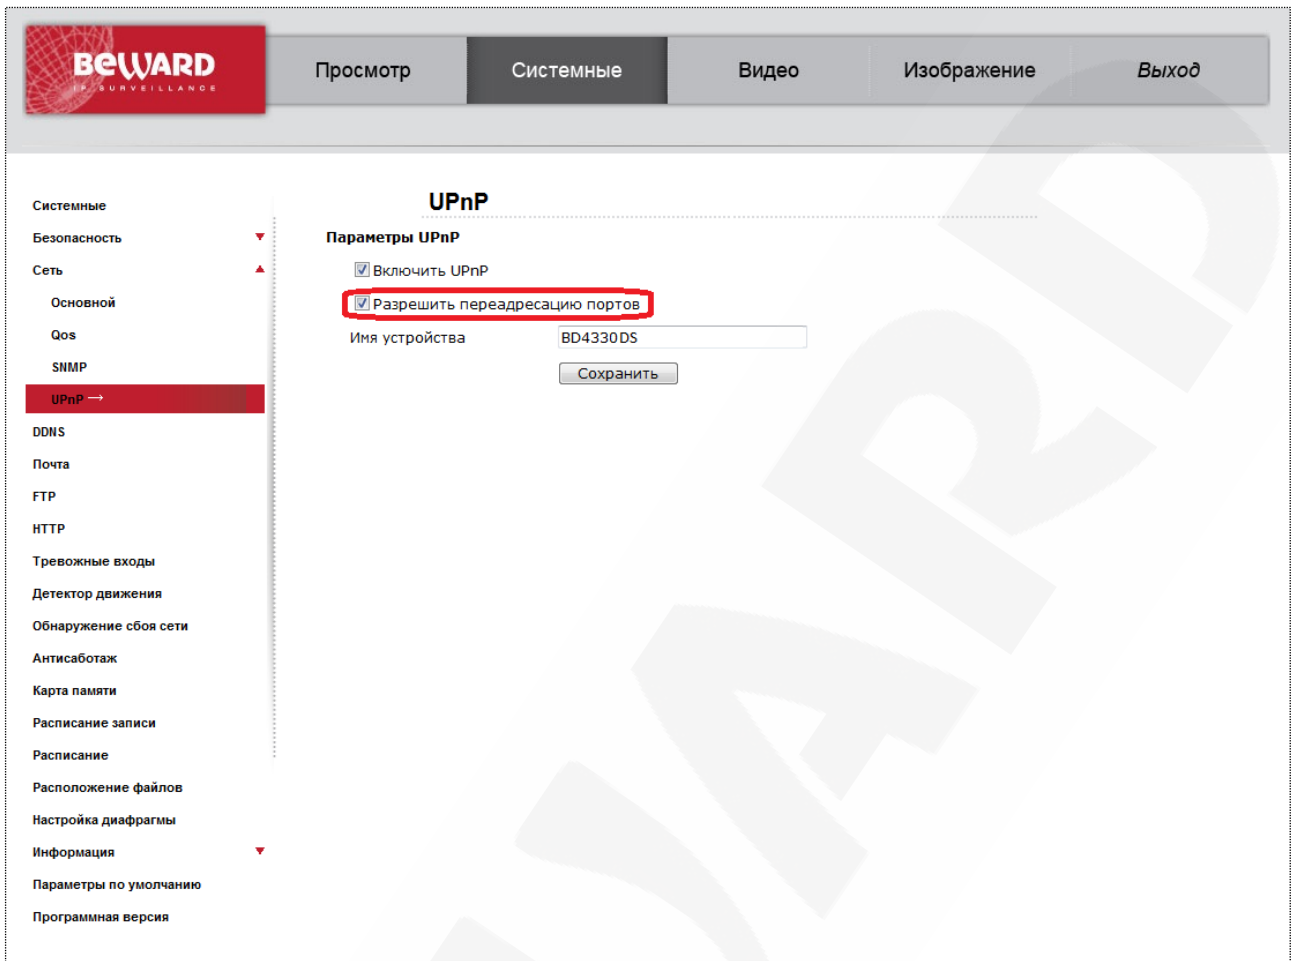 BEWARD
IP SURVEILLANCE
Просмотр
Системные
Видео
Изображение
Выход
UPnP
Системные
Безопасность
Сеть
Основной
Qos
SNMP
UPnP →
DDNS
Почта
FTP
HTTP
Тревожные входы
Детектор движения
Обнаружение сбоя сети
Антисаботаж
Карта памяти
Расписание записи
Расписание
Расположение файлов
Настройка диафрагмы
Информация
Параметры по умолчанию
Программная версия
Параметры UPnP
Включить UPnP
Разрешить переадресацию портов
Имя устройства
BD4330DS
Сохранить
WARD